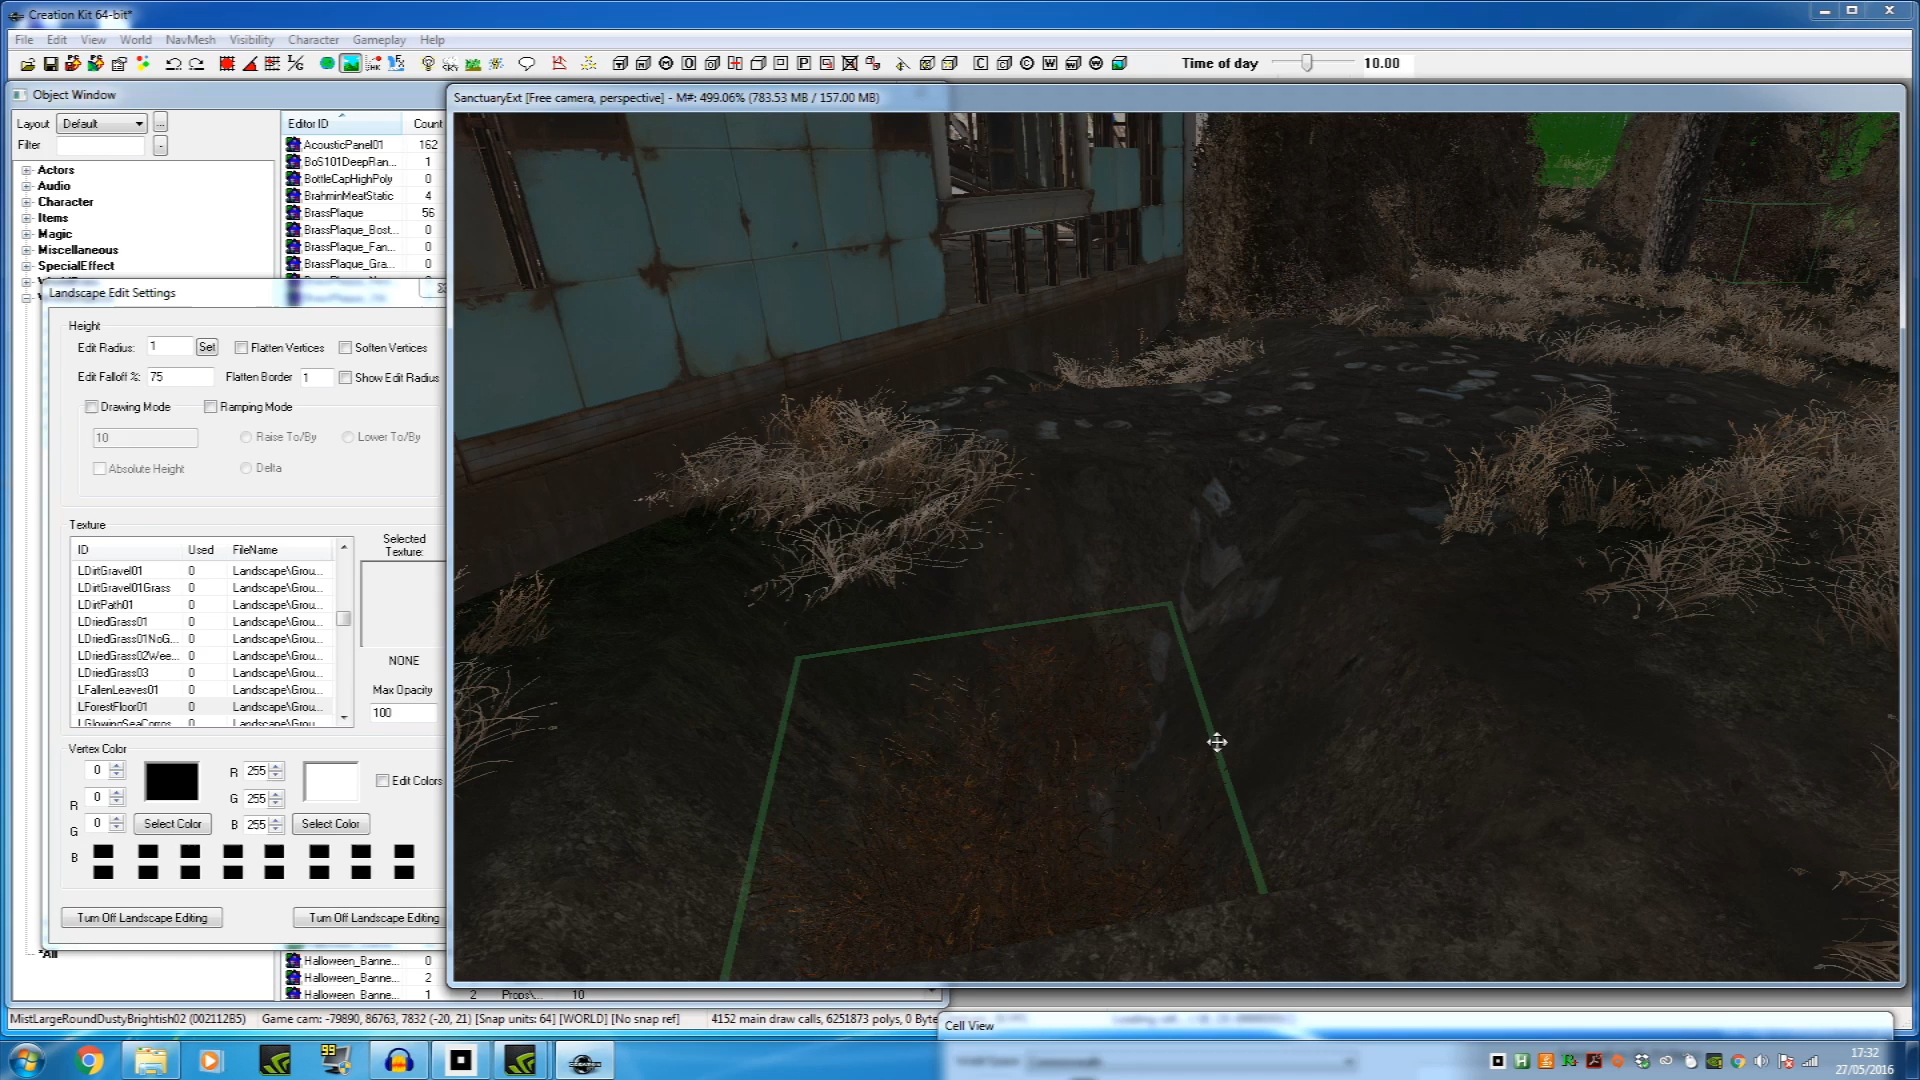 Creation Kit 64-bit*
File Edit View World NavMesh Visibility Character Gameplay Help
Time of day 10.00
Object Window
SanctuaryExt [Free camera, perspective] - M#: 499.06% (783.53 MB / 157.00 MB)
Layout Default ...
Filter -
Editor ID Count
AcousticPanel01 162
BoS101DeepRan... 1
BottleCapHighPoly 0
BrahminMeatStatic 4
BrassPlaque 56
BrassPlaque_Bost... 0
BrassPlaque_Fan... 0
BrassPlaque_Gra... 0
Actors
Audio
Character
Items
Magic
Miscellaneous
SpecialEffect
Landscape Edit Settings
Height
Edit Radius: 1 Set Flatten Vertices Soften Vertices
Edit Falloff %: 75 Flatten Border 1 Show Edit Radius
Drawing Mode Ramping Mode
10 Raise To/By Lower To/By
Absolute Height Delta
Texture
ID Used FileName
LDirtGravel01 0 Landscape\Grou...
LDirtGravel01Grass 0 Landscape\Grou...
LDirtPath01 0 Landscape\Grou...
LDriedGrass01 0 Landscape\Grou...
LDriedGrass01NoG... 0 Landscape\Grou...
LDriedGrass02Wee... 0 Landscape\Grou...
LDriedGrass03 0 Landscape\Grou...
LFallenLeaves01 0 Landscape\Grou...
LForestFloor01 0 Landscape\Grou...
LGlowingSeaCorps 0 Landscape\Grou...
Selected Texture:
NONE
Max Opacity
100
Vertex Color
0 R 255 Edit Colors
R 0 G 255
G 0 Select Color B 255 Select Color
B
Turn Off Landscape Editing Turn Off Landscape Editing
*All
Halloween_Banne... 0
Halloween_Banne... 2
Halloween_Banne... 1 2 Props\... 10
MistLargeRoundDustyBrightish02 (002112B5) Game cam: -79890, 86763, 7832 (-20, 21) [Snap units: 64] [WORLD] [No snap ref] 4152 main draw calls, 6251873 polys, 0 Byte
Cell View
99
17:32
27/05/2016